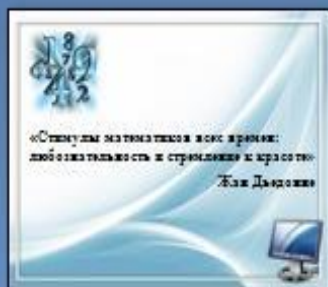 «Стимулы математиков всех времен:
любознательность и стремление к красоте»
Жан Дьедонне